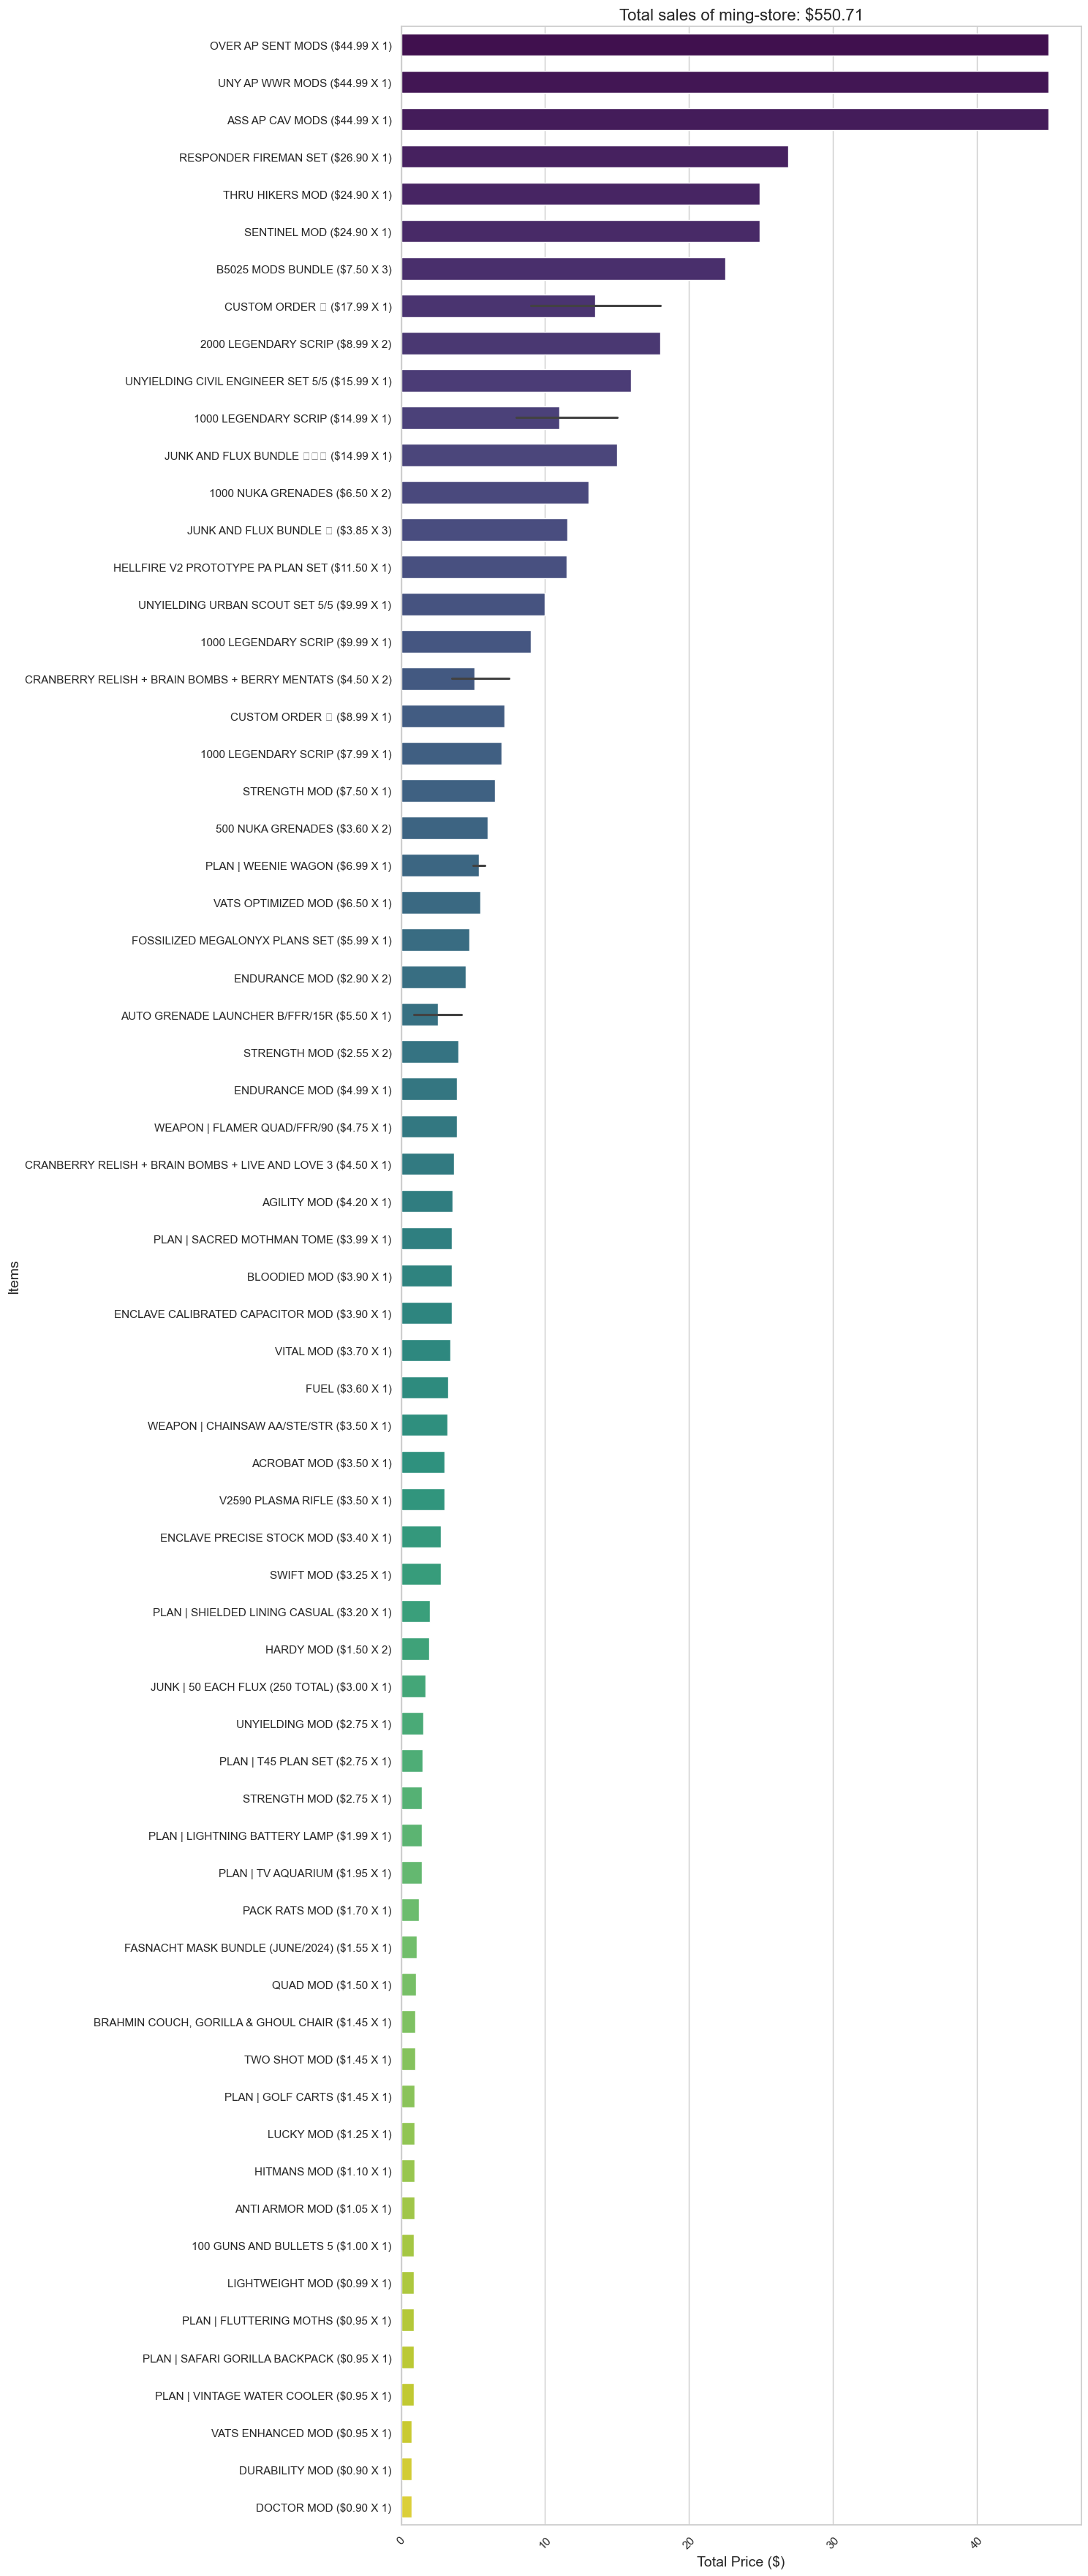 Total sales of ming-store: $550.71
OVER AP SENT MODS ($44.99 X 1)
UNY AP WWR MODS ($44.99 X 1)
ASS AP CAV MODS ($44.99 X 1)
RESPONDER FIREMAN SET ($26.90 X 1)
THRU HIKERS MOD ($24.90 X 1)
SENTINEL MOD ($24.90 X 1)
B5025 MODS BUNDLE ($7.50 X 3)
CUSTOM ORDER ▯ ($17.99 X 1)
2000 LEGENDARY SCRIP ($8.99 X 2)
UNYIELDING CIVIL ENGINEER SET 5/5 ($15.99 X 1)
1000 LEGENDARY SCRIP ($14.99 X 1)
JUNK AND FLUX BUNDLE ▯▯▯ ($14.99 X 1)
1000 NUKA GRENADES ($6.50 X 2)
JUNK AND FLUX BUNDLE ▯ ($3.85 X 3)
HELLFIRE V2 PROTOTYPE PA PLAN SET ($11.50 X 1)
UNYIELDING URBAN SCOUT SET 5/5 ($9.99 X 1)
1000 LEGENDARY SCRIP ($9.99 X 1)
CRANBERRY RELISH + BRAIN BOMBS + BERRY MENTATS ($4.50 X 2)
CUSTOM ORDER ▯ ($8.99 X 1)
1000 LEGENDARY SCRIP ($7.99 X 1)
STRENGTH MOD ($7.50 X 1)
500 NUKA GRENADES ($3.60 X 2)
PLAN | WEENIE WAGON ($6.99 X 1)
VATS OPTIMIZED MOD ($6.50 X 1)
FOSSILIZED MEGALONYX PLANS SET ($5.99 X 1)
ENDURANCE MOD ($2.90 X 2)
AUTO GRENADE LAUNCHER B/FFR/15R ($5.50 X 1)
STRENGTH MOD ($2.55 X 2)
ENDURANCE MOD ($4.99 X 1)
WEAPON | FLAMER QUAD/FFR/90 ($4.75 X 1)
CRANBERRY RELISH + BRAIN BOMBS + LIVE AND LOVE 3 ($4.50 X 1)
AGILITY MOD ($4.20 X 1)
PLAN | SACRED MOTHMAN TOME ($3.99 X 1)
BLOODIED MOD ($3.90 X 1)
ENCLAVE CALIBRATED CAPACITOR MOD ($3.90 X 1)
VITAL MOD ($3.70 X 1)
FUEL ($3.60 X 1)
WEAPON | CHAINSAW AA/STE/STR ($3.50 X 1)
ACROBAT MOD ($3.50 X 1)
V2590 PLASMA RIFLE ($3.50 X 1)
ENCLAVE PRECISE STOCK MOD ($3.40 X 1)
SWIFT MOD ($3.25 X 1)
PLAN | SHIELDED LINING CASUAL ($3.20 X 1)
HARDY MOD ($1.50 X 2)
JUNK | 50 EACH FLUX (250 TOTAL) ($3.00 X 1)
UNYIELDING MOD ($2.75 X 1)
PLAN | T45 PLAN SET ($2.75 X 1)
STRENGTH MOD ($2.75 X 1)
PLAN | LIGHTNING BATTERY LAMP ($1.99 X 1)
PLAN | TV AQUARIUM ($1.95 X 1)
PACK RATS MOD ($1.70 X 1)
FASNACHT MASK BUNDLE (JUNE/2024) ($1.55 X 1)
QUAD MOD ($1.50 X 1)
BRAHMIN COUCH, GORILLA & GHOUL CHAIR ($1.45 X 1)
TWO SHOT MOD ($1.45 X 1)
PLAN | GOLF CARTS ($1.45 X 1)
LUCKY MOD ($1.25 X 1)
HITMANS MOD ($1.10 X 1)
ANTI ARMOR MOD ($1.05 X 1)
100 GUNS AND BULLETS 5 ($1.00 X 1)
LIGHTWEIGHT MOD ($0.99 X 1)
PLAN | FLUTTERING MOTHS ($0.95 X 1)
PLAN | SAFARI GORILLA BACKPACK ($0.95 X 1)
PLAN | VINTAGE WATER COOLER ($0.95 X 1)
VATS ENHANCED MOD ($0.95 X 1)
DURABILITY MOD ($0.90 X 1)
DOCTOR MOD ($0.90 X 1)
Items
0 10 20 30 40
Total Price ($)